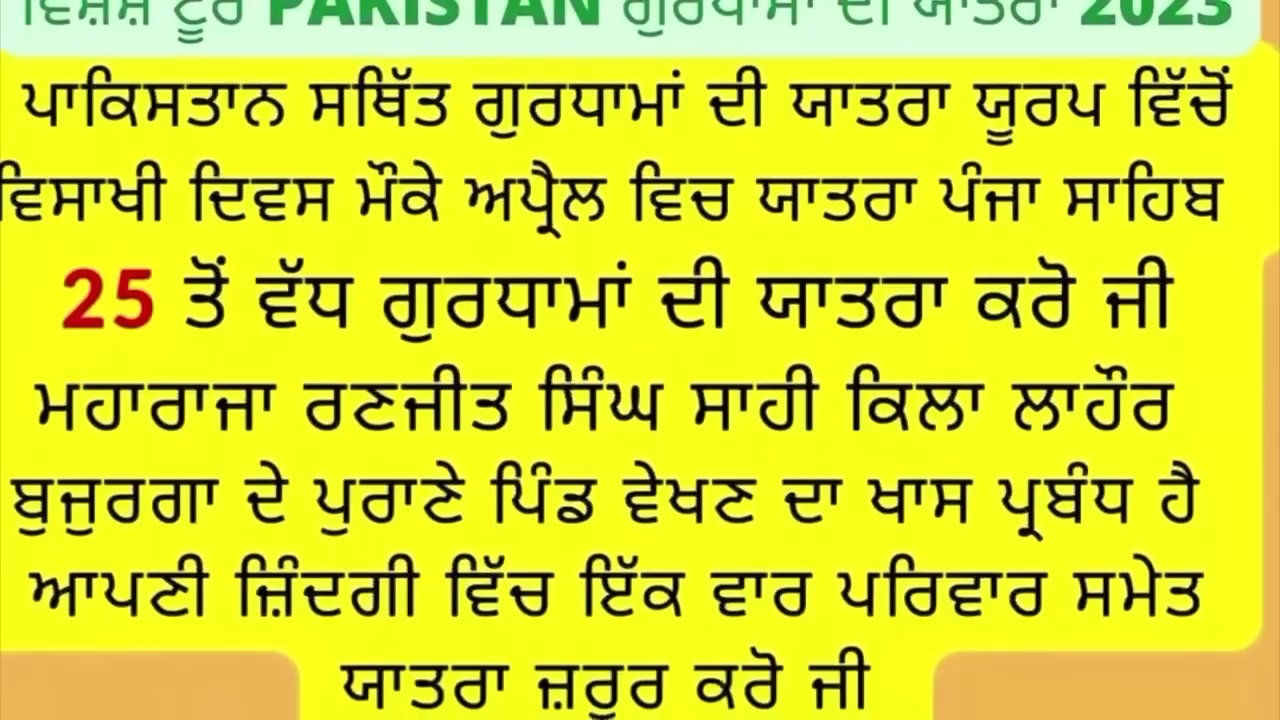 ਵਿਸ਼ੇਸ਼ ਟੂਰ PAKISTAN ਗੁਰਧਾਮਾਂ ਦੀ ਯਾਤਰਾ 2023
ਪਾਕਿਸਤਾਨ ਸਥਿੱਤ ਗੁਰਧਾਮਾਂ ਦੀ ਯਾਤਰਾ ਯੂਰਪ ਵਿੱਚੋਂ
ਵਿਸਾਖੀ ਦਿਵਸ ਮੌਕੇ ਅਪ੍ਰੈਲ ਵਿਚ ਯਾਤਰਾ ਪੰਜਾ ਸਾਹਿਬ
25 ਤੋਂ ਵੱਧ ਗੁਰਧਾਮਾਂ ਦੀ ਯਾਤਰਾ ਕਰੋ ਜੀ
ਮਹਾਰਾਜਾ ਰਣਜੀਤ ਸਿੰਘ ਸਾਹੀ ਕਿਲਾ ਲਾਹੌਰ
ਬੁਜੁਰਗਾ ਦੇ ਪੁਰਾਣੇ ਪਿੰਡ ਵੇਖਣ ਦਾ ਖਾਸ ਪ੍ਰਬੰਧ ਹੈ
ਆਪਣੀ ਜ਼ਿੰਦਗੀ ਵਿੱਚ ਇੱਕ ਵਾਰ ਪਰਿਵਾਰ ਸਮੇਤ
ਯਾਤਰਾ ਜ਼ਰੂਰ ਕਰੋ ਜੀ